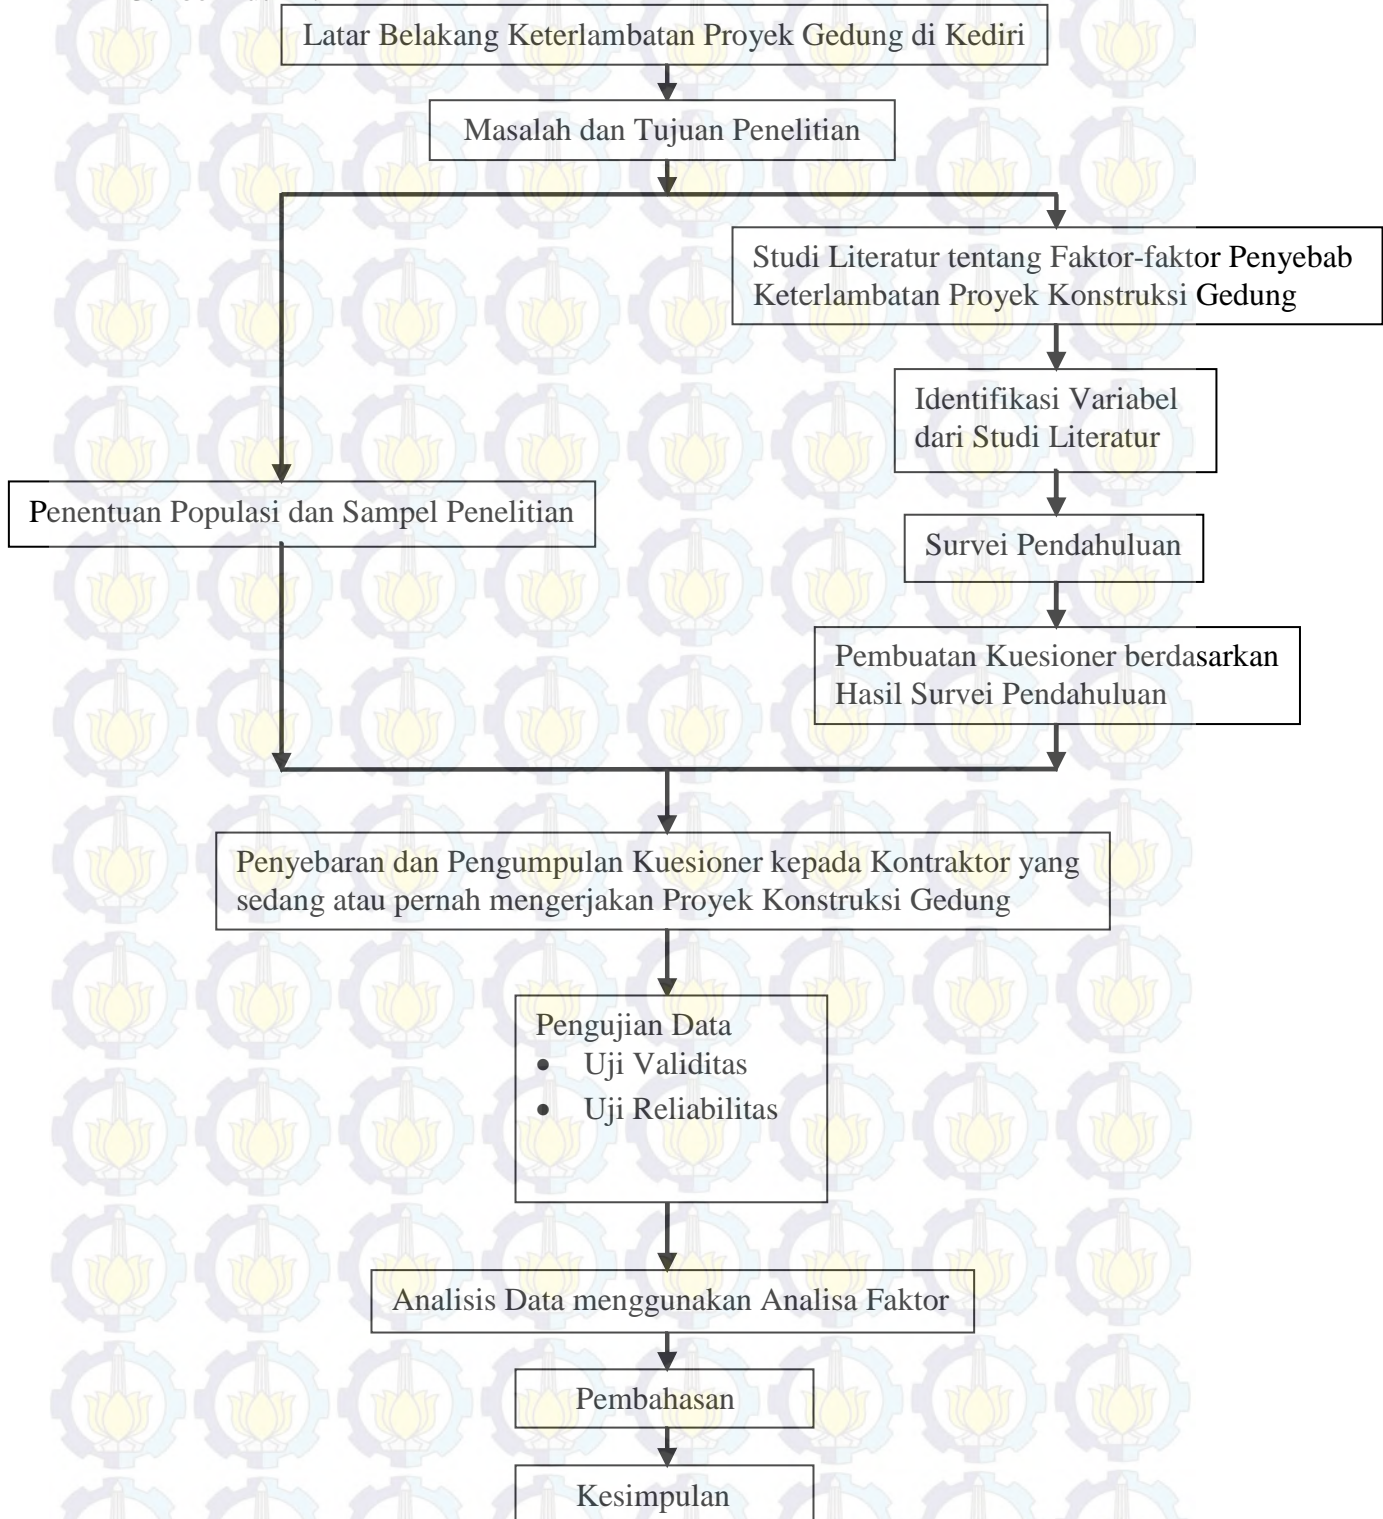 Latar Belakang Keterlambatan Proyek Gedung di Kediri
Masalah dan Tujuan Penelitian
Studi Literatur tentang Faktor-faktor Penyebab
Keterlambatan Proyek Konstruksi Gedung
Identifikasi Variabel
dari Studi Literatur
Penentuan Populasi dan Sampel Penelitian
Survei Pendahuluan
Pembuatan Kuesioner berdasarkan
Hasil Survei Pendahuluan
Penyebaran dan Pengumpulan Kuesioner kepada Kontraktor yang
sedang atau pernah mengerjakan Proyek Konstruksi Gedung
Pengujian Data
• Uji Validitas
• Uji Reliabilitas
Analisis Data menggunakan Analisa Faktor
Pembahasan
Kesimpulan